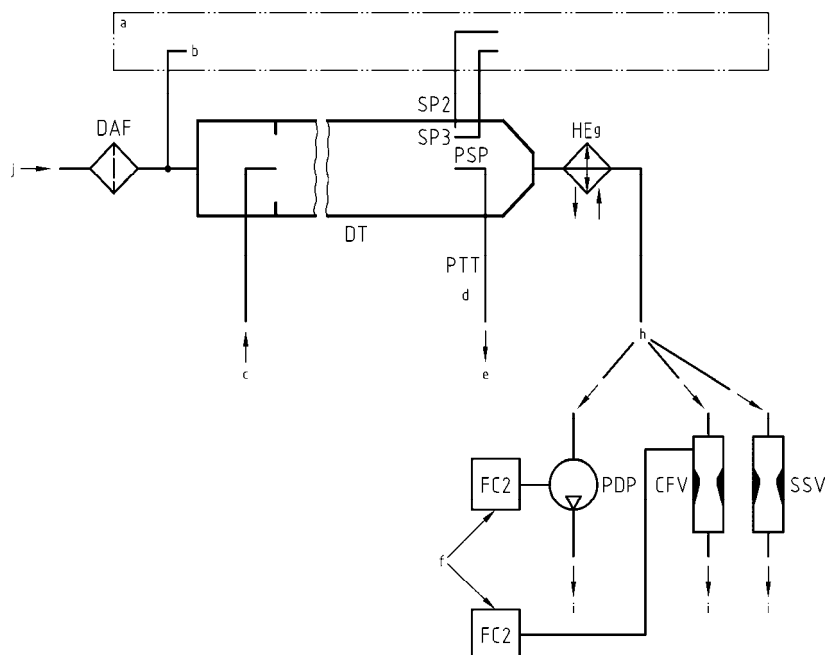 a
b
SP2
DAF
SP3
HEg
PSP
j
DT
PTT
d
c
e
h
FC2
PDP
CFV
SSV
f
i
i
i
FC2